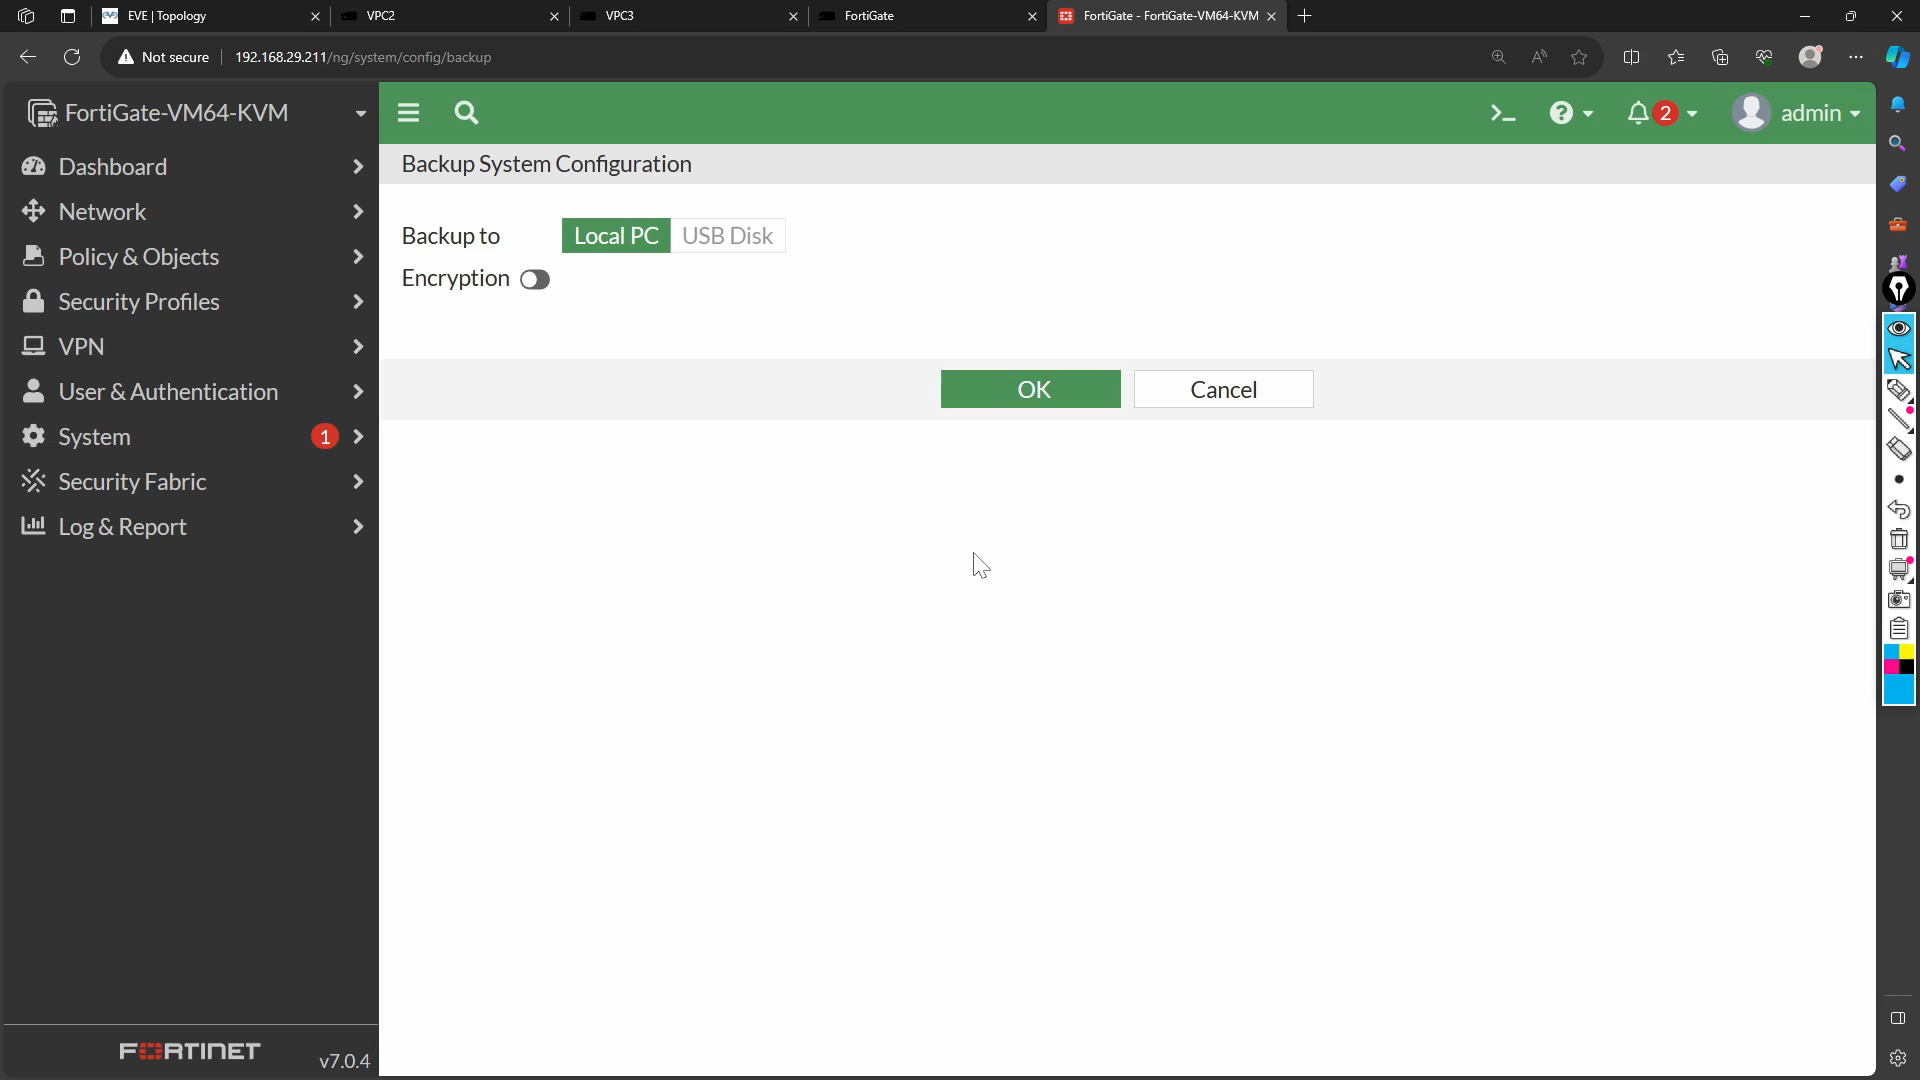 EVE | Topology
VPC2
VPC3
FortiGate
FortiGate - FortiGate-VM64-KVM
Not secure
192.168.29.211/ng/system/config/backup
FortiGate-VM64-KVM
2
admin
Dashboard
Backup System Configuration
Network
Backup to
Local PC
USB Disk
Policy & Objects
Encryption
Security Profiles
VPN
User & Authentication
OK
Cancel
System
1
Security Fabric
Log & Report
FORTINET
v7.0.4